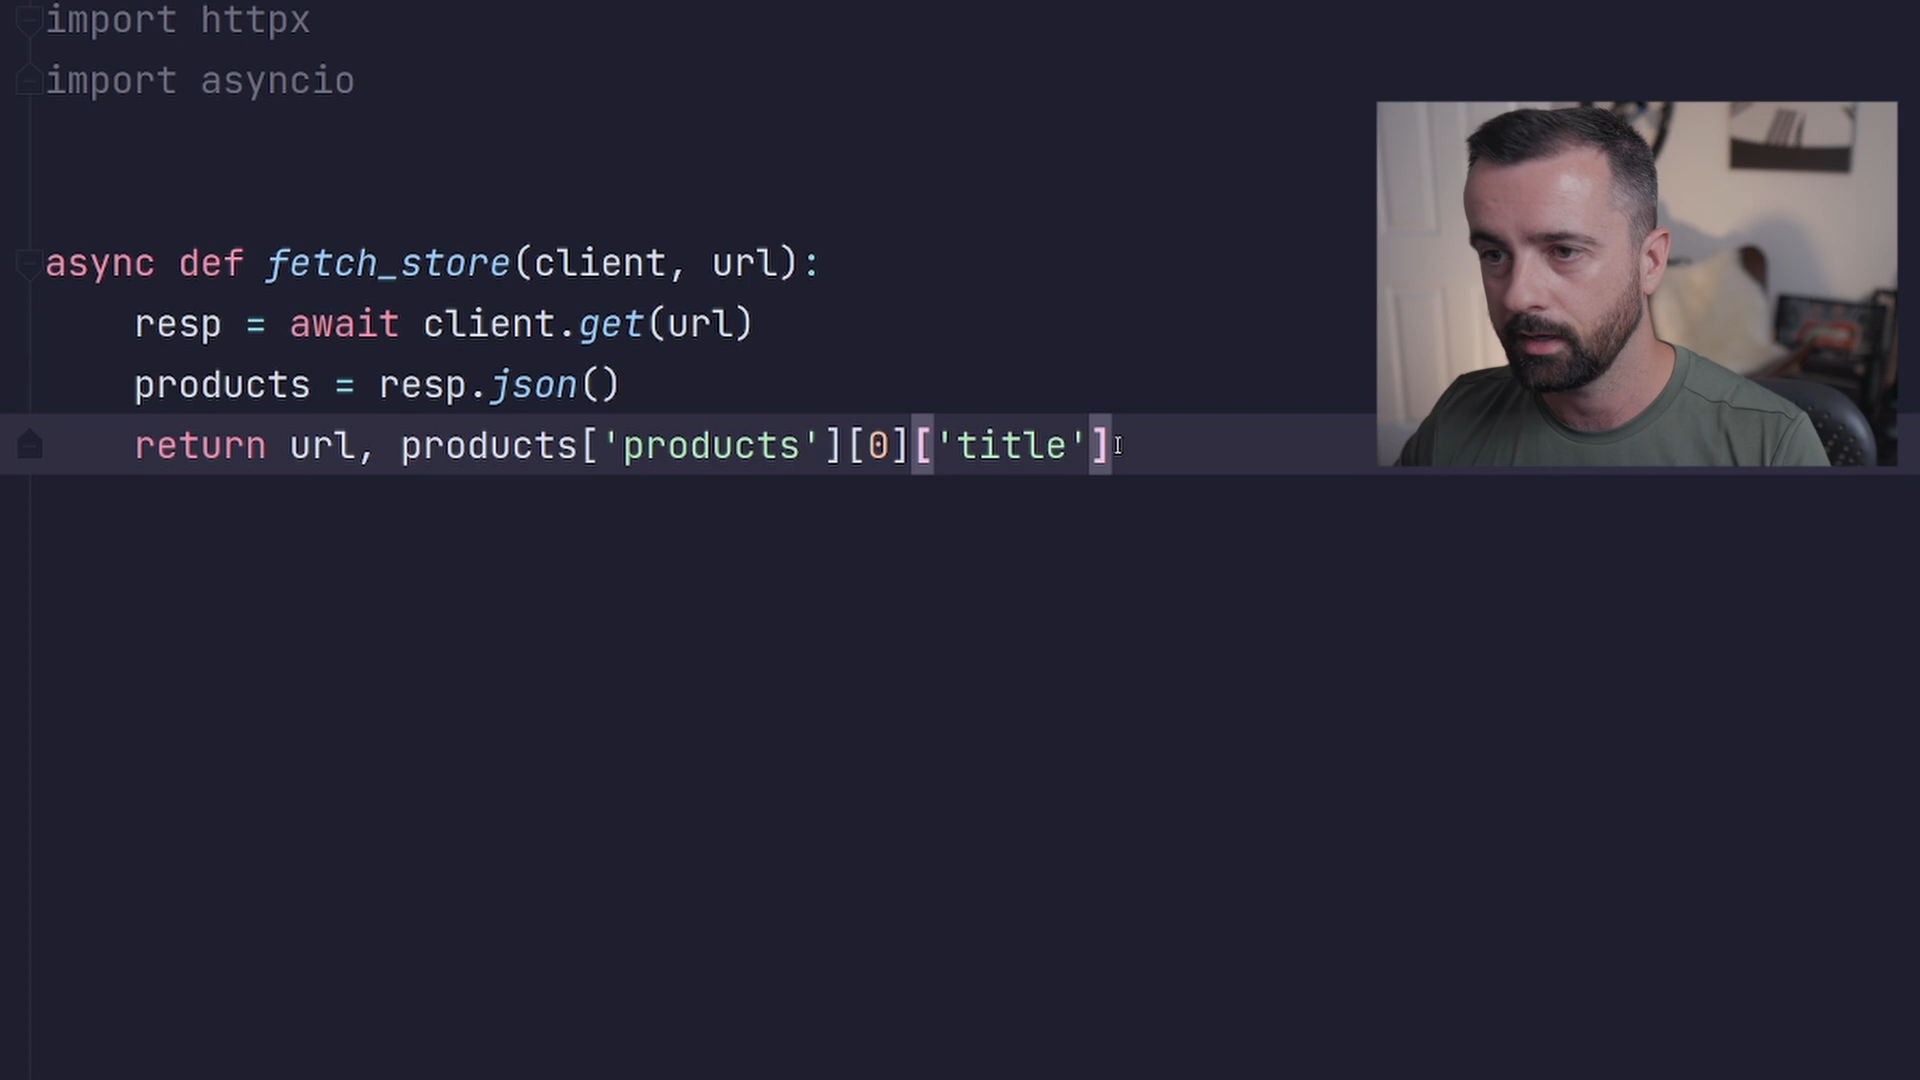 import httpx
import asyncio
async def fetch_store(client, url):
    resp = await client.get(url)
    products = resp.json()
    return url, products['products'][0]['title']